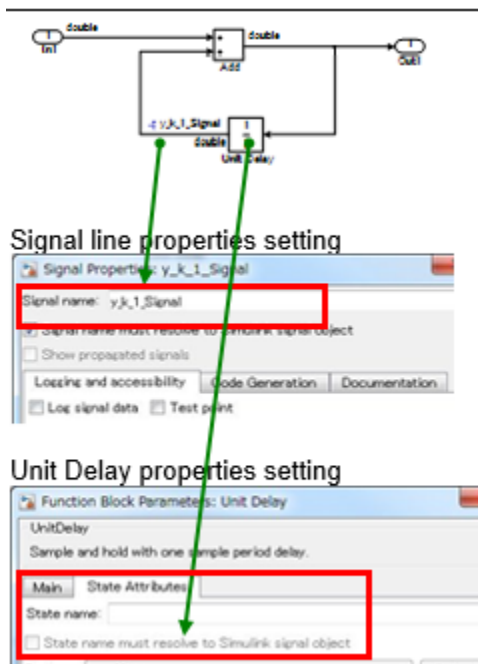 1
double
In1
+
+
Add
double
1
Out1
y_k_1_Signal
double
1
Unit Delay
Signal line properties setting
Signal Properties: y_k_1_Signal
Signal name: y_k_1_Signal
Signal name must resolve to Simulink signal object
Show propagated signals
Logging and accessibility Code Generation Documentation
Log signal data Test point
Unit Delay properties setting
Function Block Parameters: Unit Delay
UnitDelay
Sample and hold with one sample period delay.
Main State Attributes
State name:
State name must resolve to Simulink signal object